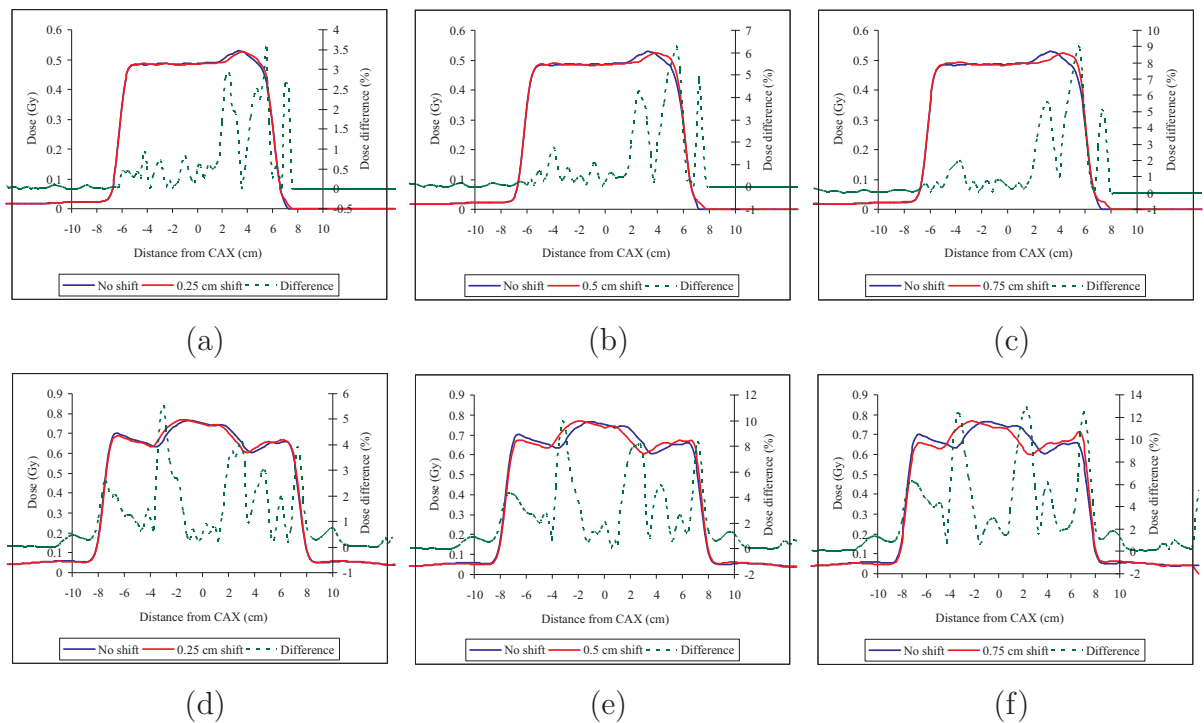 Dose (Gy)
0.6
0.5
0.4
0.3
0.2
0.1
0
4
3.5
3
2.5
2
1.5
1
0.5
0
-0.5
Dose difference (%)
-10 -8 -6 -4 -2 0 2 4 6 8 10
Distance from CAX (cm)
No shift 0.25 cm shift Difference
(a)
Dose (Gy)
0.6
0.5
0.4
0.3
0.2
0.1
0
7
6
5
4
3
2
1
0
-1
Dose difference (%)
-10 -8 -6 -4 -2 0 2 4 6 8 10
Distance from CAX (cm)
No shift 0.5 cm shift Difference
(b)
Dose (Gy)
0.6
0.5
0.4
0.3
0.2
0.1
0
10
9
8
7
6
5
4
3
2
1
0
-1
Dose difference (%)
-10 -8 -6 -4 -2 0 2 4 6 8 10
Distance from CAX (cm)
No shift 0.75 cm shift Difference
(c)
Dose (Gy)
0.9
0.8
0.7
0.6
0.5
0.4
0.3
0.2
0.1
0
6
5
4
3
2
1
0
-1
Dose difference (%)
-10 -8 -6 -4 -2 0 2 4 6 8 10
Distance from CAX (cm)
No shift 0.25 cm shift Difference
(d)
Dose (Gy)
0.9
0.8
0.7
0.6
0.5
0.4
0.3
0.2
0.1
0
12
10
8
6
4
2
0
-2
Dose difference (%)
-10 -8 -6 -4 -2 0 2 4 6 8 10
Distance from CAX (cm)
No shift 0.5 cm shift Difference
(e)
Dose (Gy)
0.9
0.8
0.7
0.6
0.5
0.4
0.3
0.2
0.1
0
14
12
10
8
6
4
2
0
-2
Dose difference (%)
-10 -8 -6 -4 -2 0 2 4 6 8 10
Distance from CAX (cm)
No shift 0.75 cm shift Difference
(f)